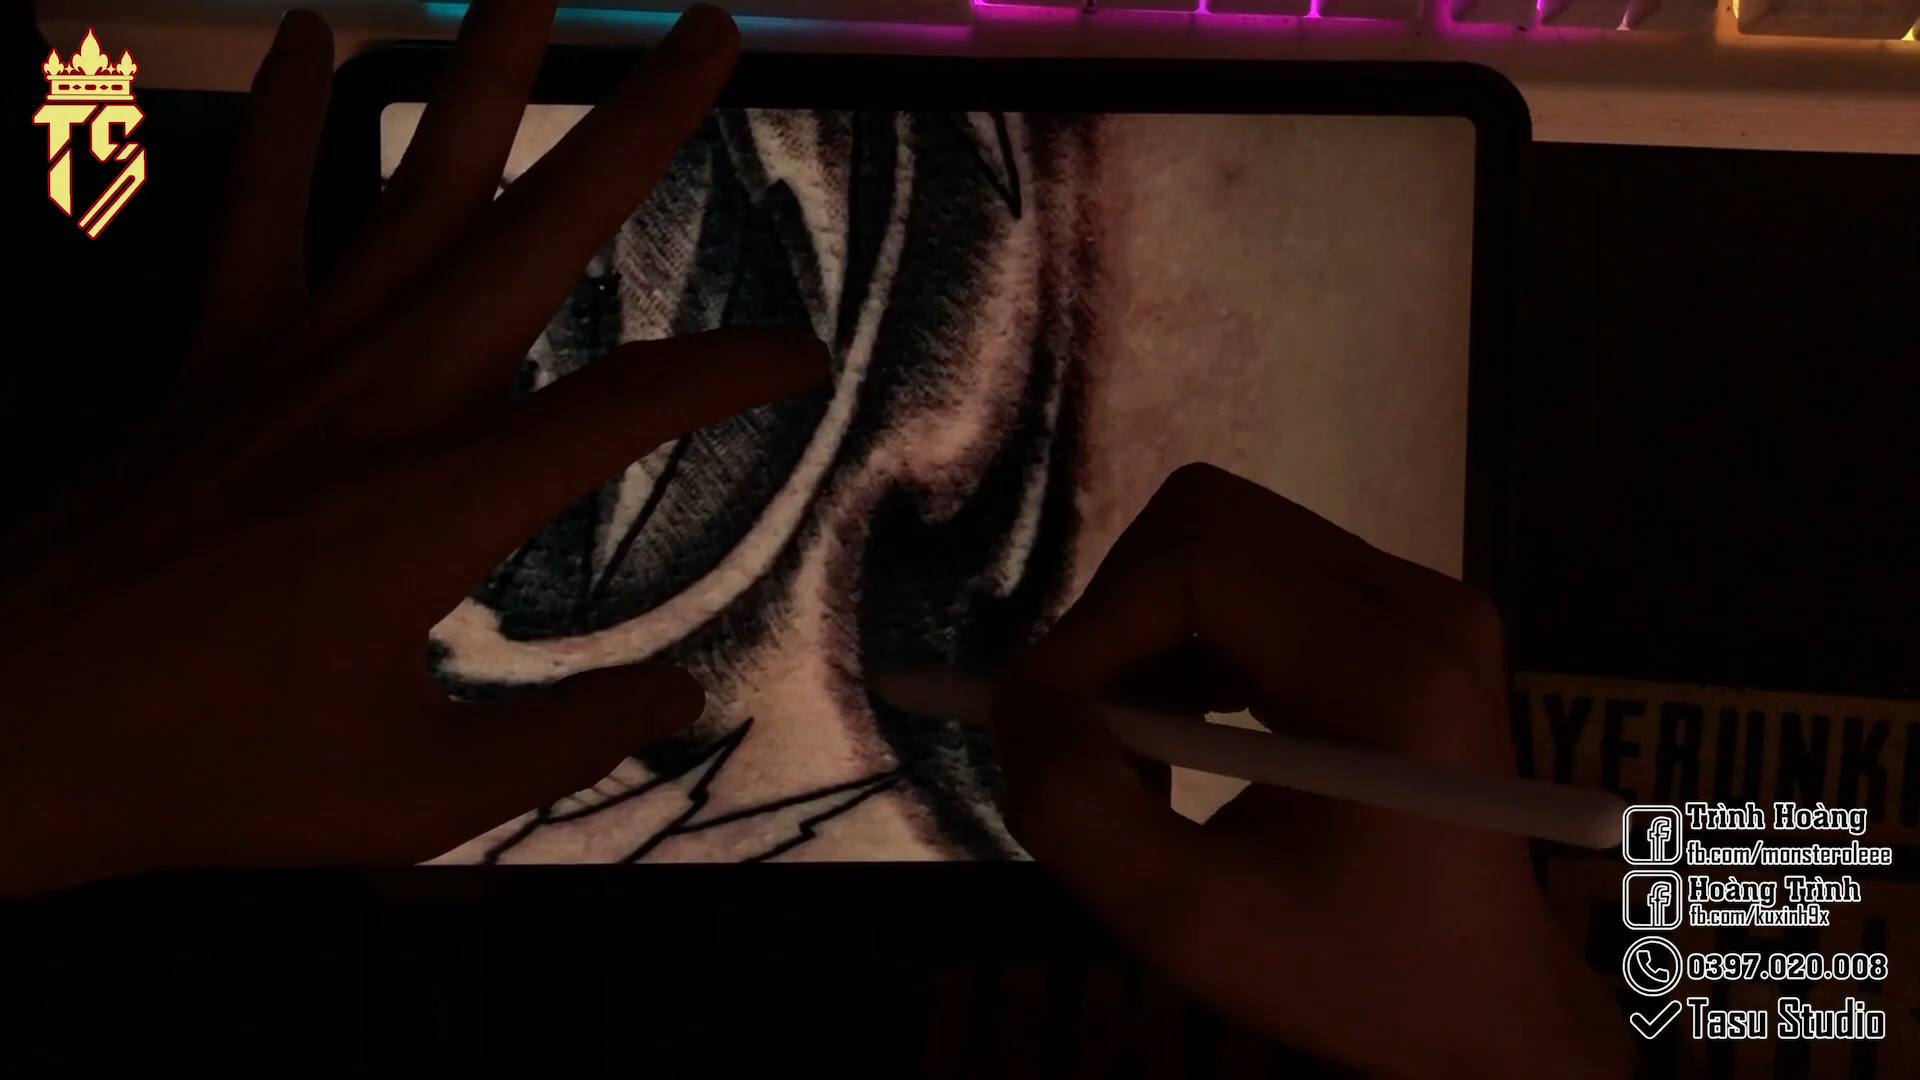 TS
Trình Hoàng
fb.com/monsteroleee
Hoàng Trình
fb.com/kuxinh9x
0397.020.008
Tasu Studio